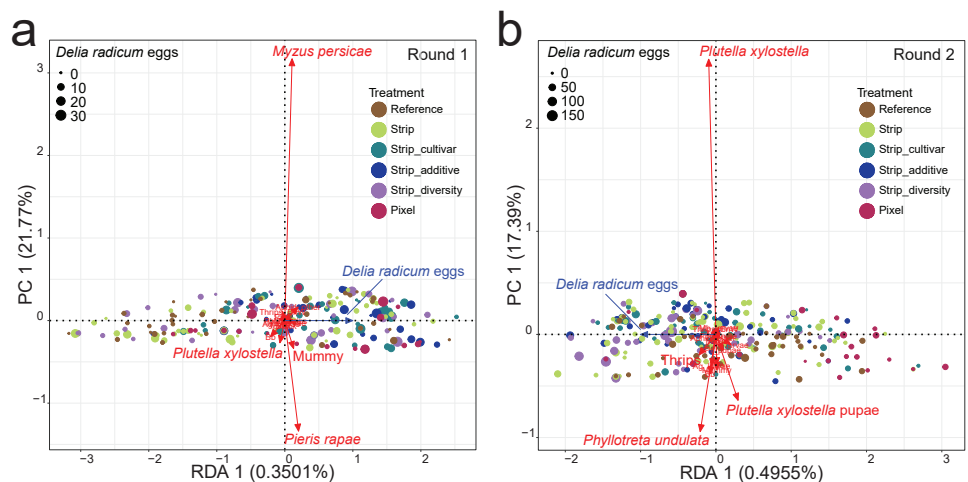 a
Delia radicum eggs
0
10
20
30
Myzus persicae
Round 1
Treatment
Reference
Strip
Strip_cultivar
Strip_additive
Strip_diversity
Pixel
Delia radicum eggs
Thrips
Plutella xylostella
Mummy
Pieris rapae
PC 1 (21.77%)
3
2
1
0
−1
−3
−2
−1
0
1
2
RDA 1 (0.3501%)
b
Delia radicum eggs
0
50
100
150
Plutella xylostella
Round 2
Treatment
Reference
Strip
Strip_cultivar
Strip_additive
Strip_diversity
Pixel
Delia radicum eggs
Thrips
Plutella xylostella pupae
Phyllotreta undulata
PC 1 (17.39%)
2
1
0
−1
−2
−1
0
1
2
3
RDA 1 (0.4955%)